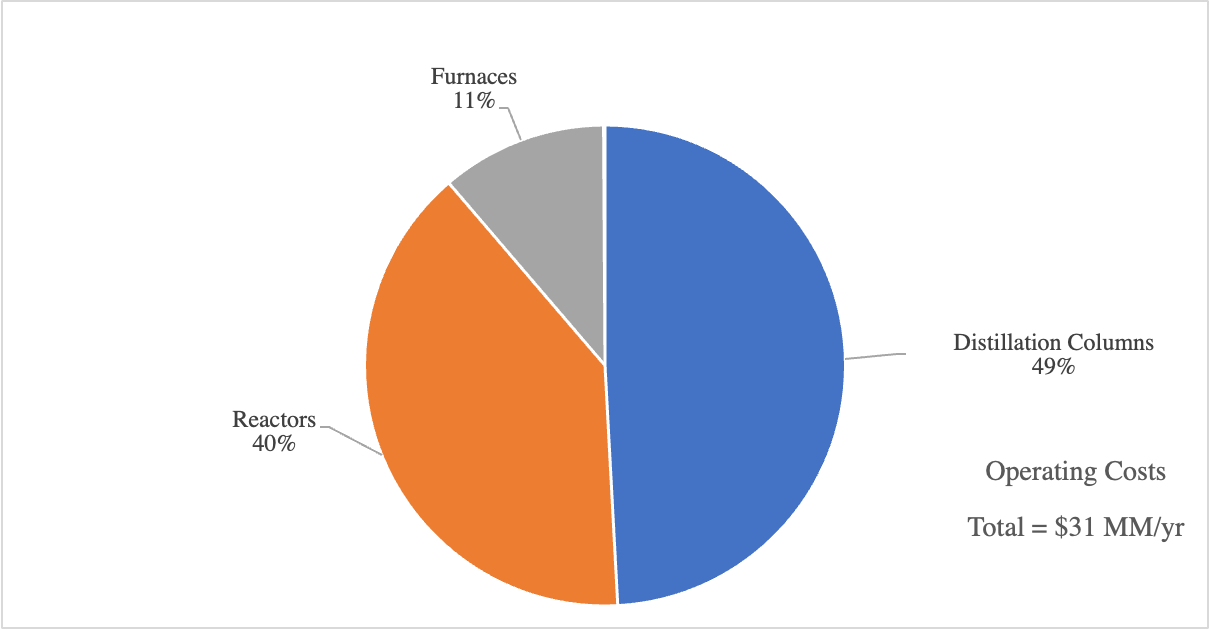 Furnaces
11%
Distillation Columns
49%
Reactors
40%
Operating Costs
Total = $31 MM/yr